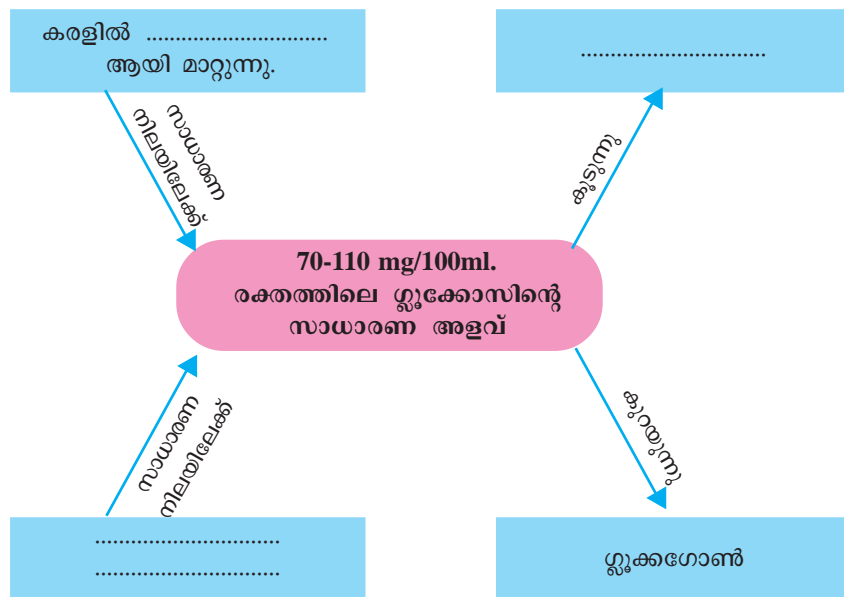 കരളിൽ ..............................
ആയി മാറ്റുന്നു.
..............................
സാധാരണ
നിലയിലേക്ക്
കൂടുന്നു
70-110 mg/100ml.
രക്തത്തിലെ ഗ്ലൂക്കോസിന്റെ
സാധാരണ അളവ്
സാധാരണ
നിലയിലേക്ക്
കുറയുന്നു
..............................
..............................
ഗ്ലൂക്കഗോൺ